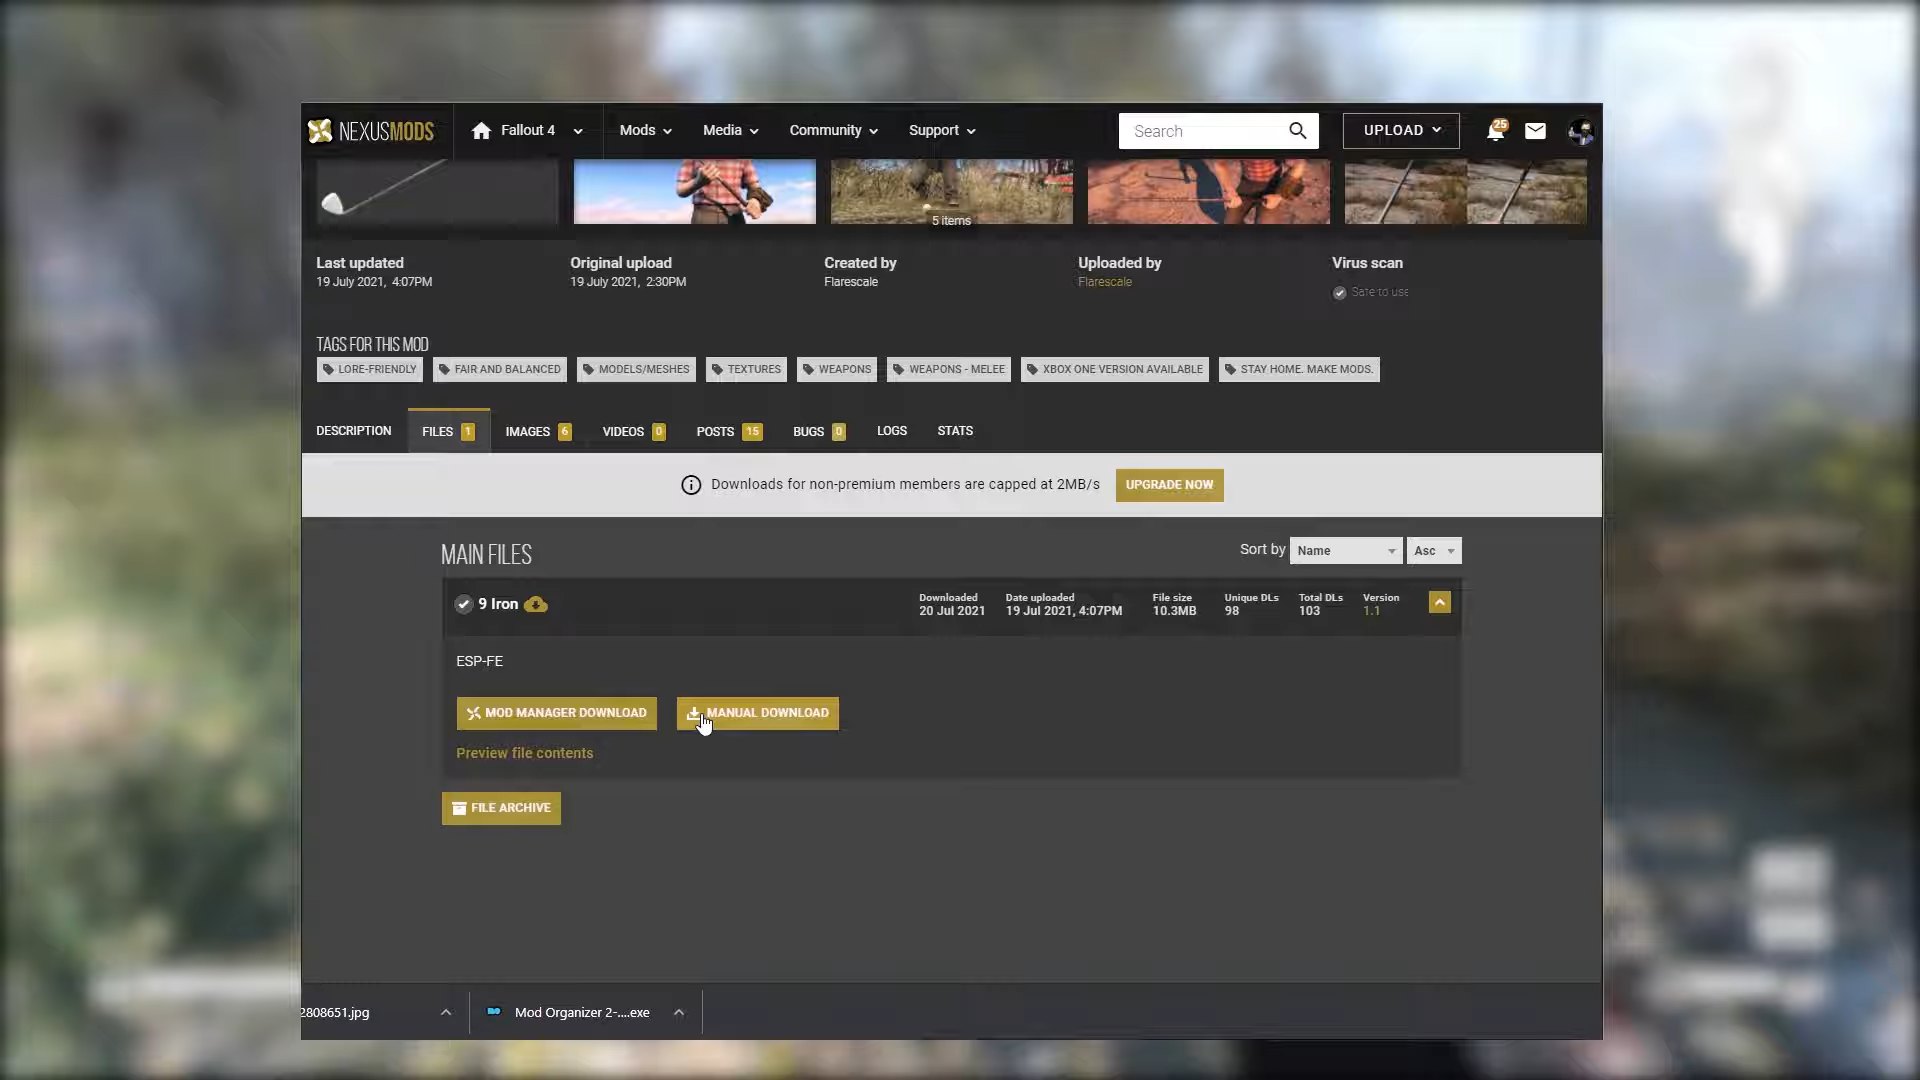 NEXUSMODS
Fallout 4
Mods
Media
Community
Support
Search
UPLOAD
25
5 items
Last updated
19 July 2021, 4:07PM
Original upload
19 July 2021, 2:30PM
Created by
Flarescale
Uploaded by
Flarescale
Virus scan
Safe to use
TAGS FOR THIS MOD
LORE-FRIENDLY
FAIR AND BALANCED
MODELS/MESHES
TEXTURES
WEAPONS
WEAPONS - MELEE
XBOX ONE VERSION AVAILABLE
STAY HOME. MAKE MODS.
DESCRIPTION
FILES 1
IMAGES 6
VIDEOS 0
POSTS 15
BUGS 0
LOGS
STATS
Downloads for non-premium members are capped at 2MB/s
UPGRADE NOW
MAIN FILES
Sort by
Name
Asc
9 Iron
Downloaded
20 Jul 2021
Date uploaded
19 Jul 2021, 4:07PM
File size
10.3MB
Unique DLs
98
Total DLs
103
Version
1.1
ESP-FE
MOD MANAGER DOWNLOAD
MANUAL DOWNLOAD
Preview file contents
FILE ARCHIVE
2808651.jpg
Mod Organizer 2-....exe